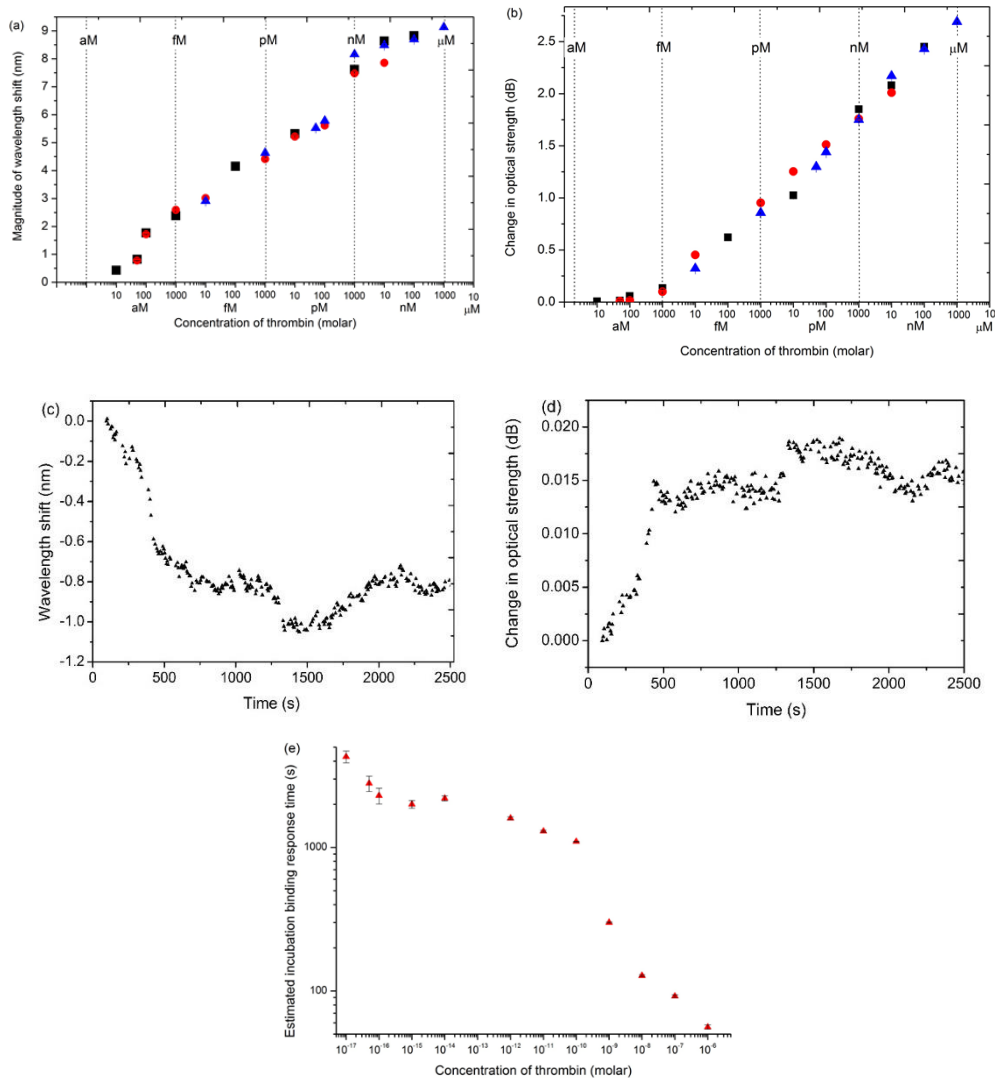 (a)
Magnitude of wavelength shift (nm)
9
8
7
6
5
4
3
2
1
0
aM fM pM nM μM
10 100 1000 10 100 1000 10 100 1000 10 100 1000 10
aM fM pM nM μM
Concentration of thrombin (molar)
(b)
Change in optical strength (dB)
2.5
2.0
1.5
1.0
0.5
0.0
aM fM pM nM μM
10 100 1000 10 100 1000 10 100 1000 10 100 1000 10
aM fM pM nM μM
Concentration of thrombin (molar)
(c)
Wavelength shift (nm)
0.0
-0.2
-0.4
-0.6
-0.8
-1.0
-1.2
0 500 1000 1500 2000 2500
Time (s)
(d)
Change in optical strength (dB)
0.020
0.015
0.010
0.005
0.000
0 500 1000 1500 2000 2500
Time (s)
(e)
Estimated incubation binding response time (s)
1000
100
10⁻¹⁷ 10⁻¹⁶ 10⁻¹⁵ 10⁻¹⁴ 10⁻¹³ 10⁻¹² 10⁻¹¹ 10⁻¹⁰ 10⁻⁹ 10⁻⁸ 10⁻⁷ 10⁻⁶
Concentration of thrombin (molar)